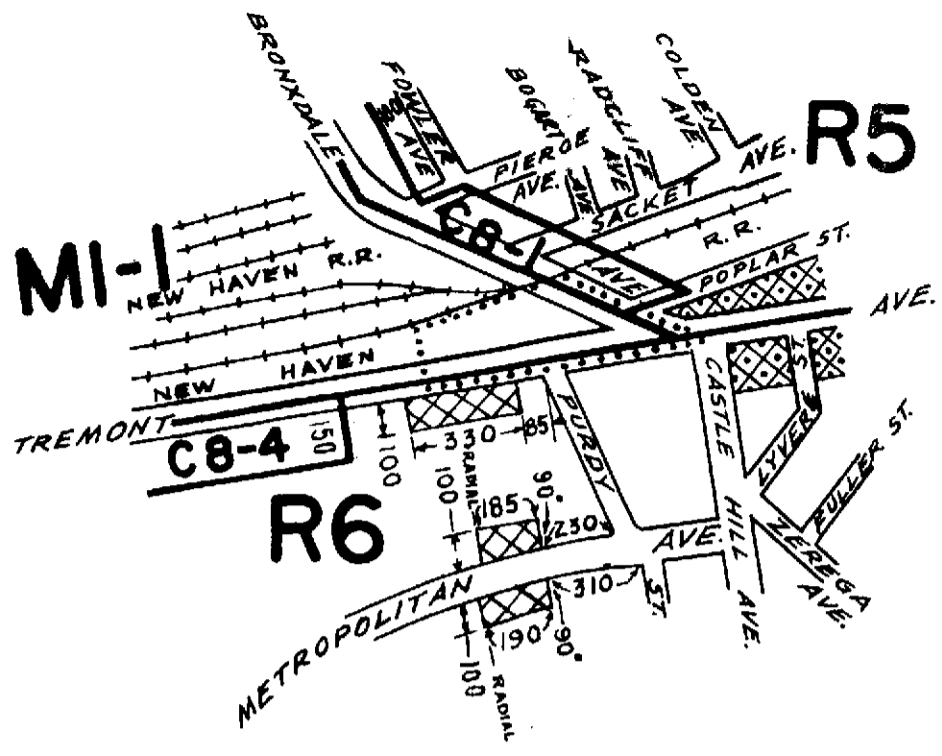 BRONXDALE
FOWLER
AVE
BOGART
AVE
RADCLIFF
AVE
COLDEN
AVE.
PIERCE
AVE.
SACKET AVE.
R5
C8-1
AVE
R.R.
POPLAR ST.
M1-1
NEW HAVEN R.R.
NEW HAVEN
AVE.
TREMONT
C8-4
150
100
330
85
PURDY
CASTLE
HILL
AVE.
ST
LYVERE
FULLER ST.
ZEREGA
AVE.
R6
RADIAL
100
185
90°
230
AVE.
METROPOLITAN
310
ST.
190
90°
100
RADIAL